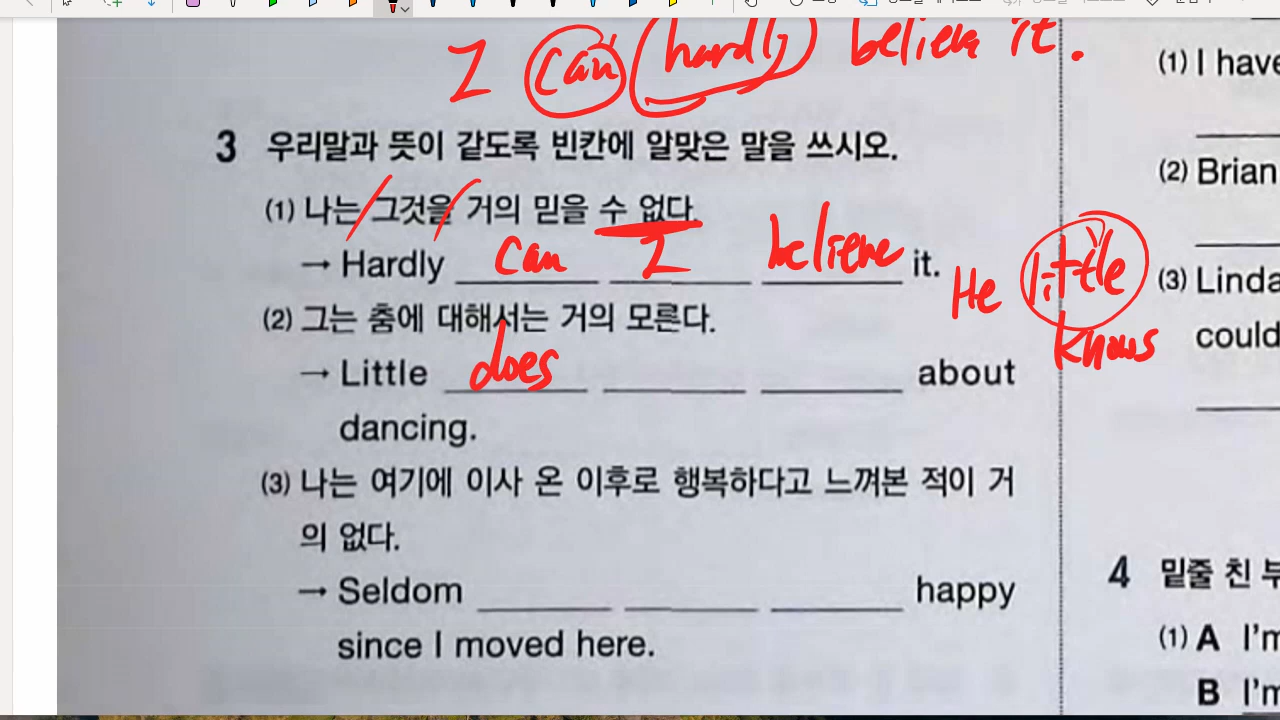 I can hardly believe it.
3 우리말과 뜻이 같도록 빈칸에 알맞은 말을 쓰시오.
(1) 나는 그것을 거의 믿을 수 없다.
→ Hardly can I believe it.
(2) 그는 춤에 대해서는 거의 모른다.
→ Little does ____ ____ about
dancing.
He little
knows
(3) 나는 여기에 이사 온 이후로 행복하다고 느껴본 적이 거
의 없다.
→ Seldom ____ ____ ____ happy
since I moved here.
(1) I have
(2) Brian
(3) Linda
could
4 밑줄 친
(1) A I'm
B I'm